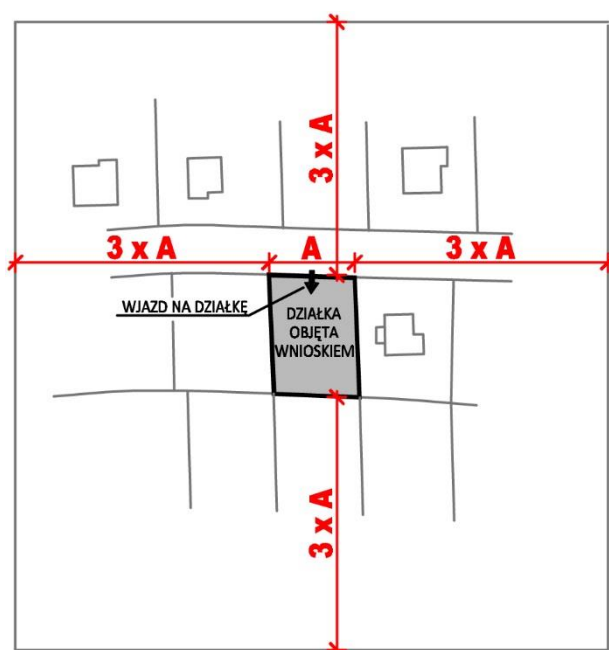 3 x A
3 x A
A
3 x A
WJAZD NA DZIAŁKĘ
DZIAŁKA
OBJĘTA
WNIOSKIEM
3 x A